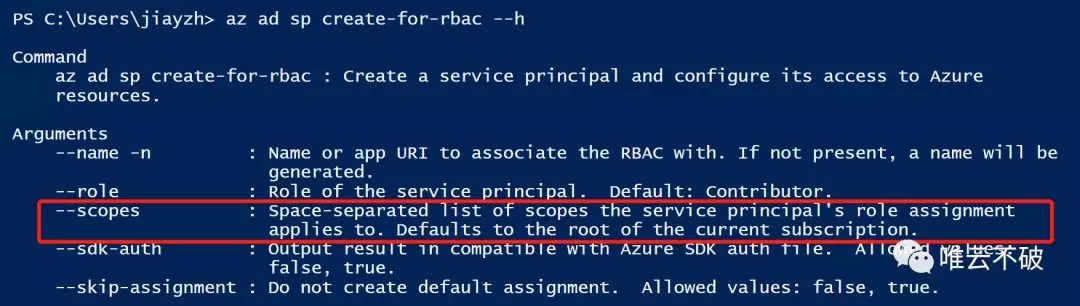 PS C:\Users\jiayzh> az ad sp create-for-rbac --h
Command
az ad sp create-for-rbac : Create a service principal and configure its access to Azure
resources.
Arguments
--name -n : Name or app URI to associate the RBAC with. If not present, a name will be
generated.
--role : Role of the service principal. Default: Contributor.
--scopes : Space-separated list of scopes the service principal's role assignment
applies to. Defaults to the root of the current subscription.
--sdk-auth : Output result in compatible with Azure SDK auth file. Allowed values:
false, true.
--skip-assignment : Do not create default assignment. Allowed values: false, true.
唯云不破